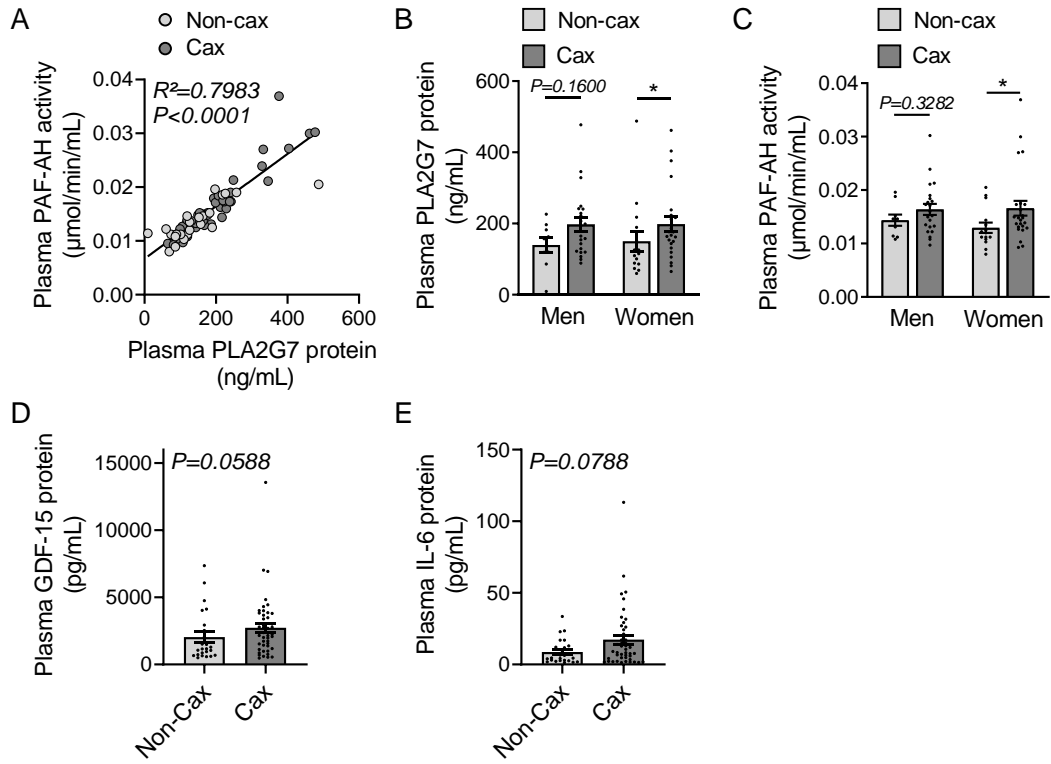 A
Non-cax
Cax
Plasma PAF-AH activity
(µmol/min/mL)
0.04
0.03
0.02
0.01
0.00
R²=0.7983
P<0.0001
0
200
400
600
Plasma PLA2G7 protein
(ng/mL)
B
Non-cax
Cax
Plasma PLA2G7 protein
(ng/mL)
600
400
200
0
P=0.1600
*
Men
Women
C
Non-cax
Cax
Plasma PAF-AH activity
(µmol/min/mL)
0.04
0.03
0.02
0.01
0.00
P=0.3282
*
Men
Women
D
Plasma GDF-15 protein
(pg/mL)
15000
10000
5000
0
P=0.0588
Non-Cax
Cax
E
Plasma IL-6 protein
(pg/mL)
150
100
50
0
P=0.0788
Non-Cax
Cax